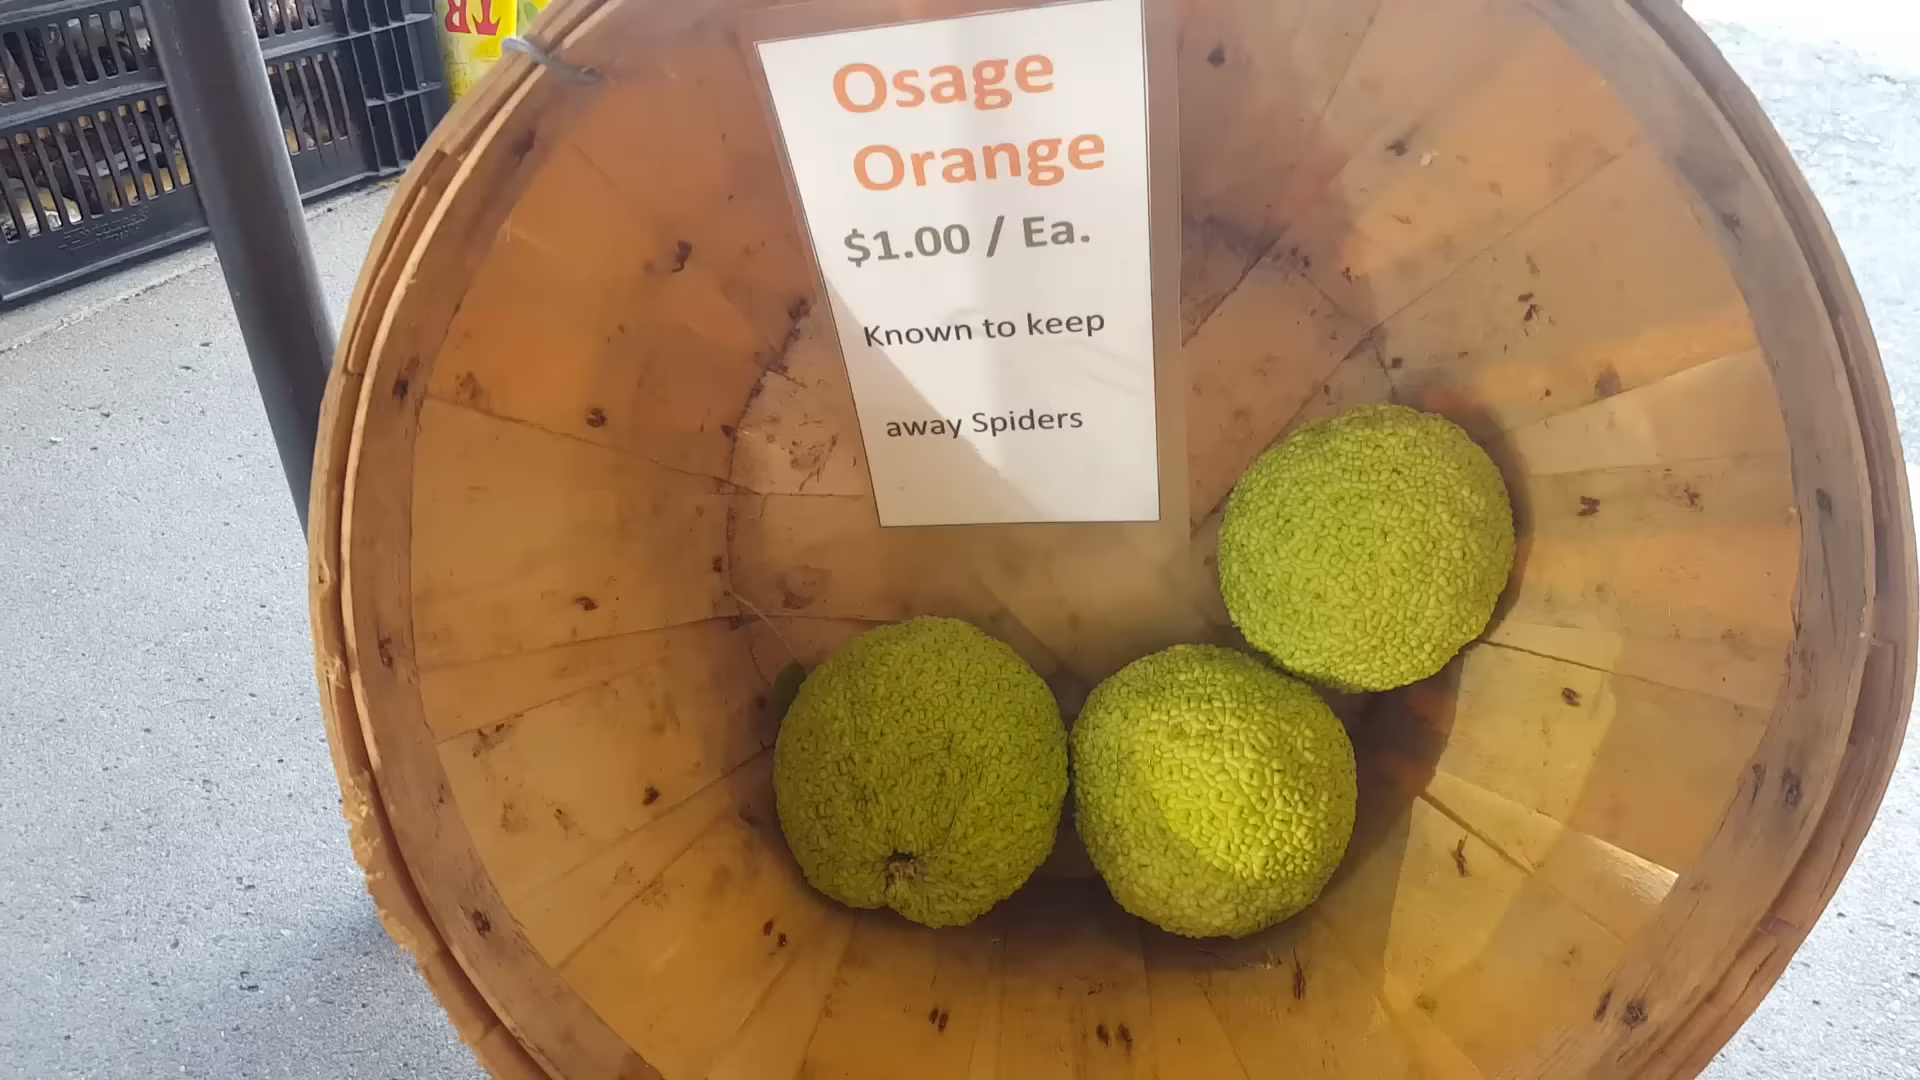 Osage
Orange
$1.00 / Ea.
Known to keep
away Spiders